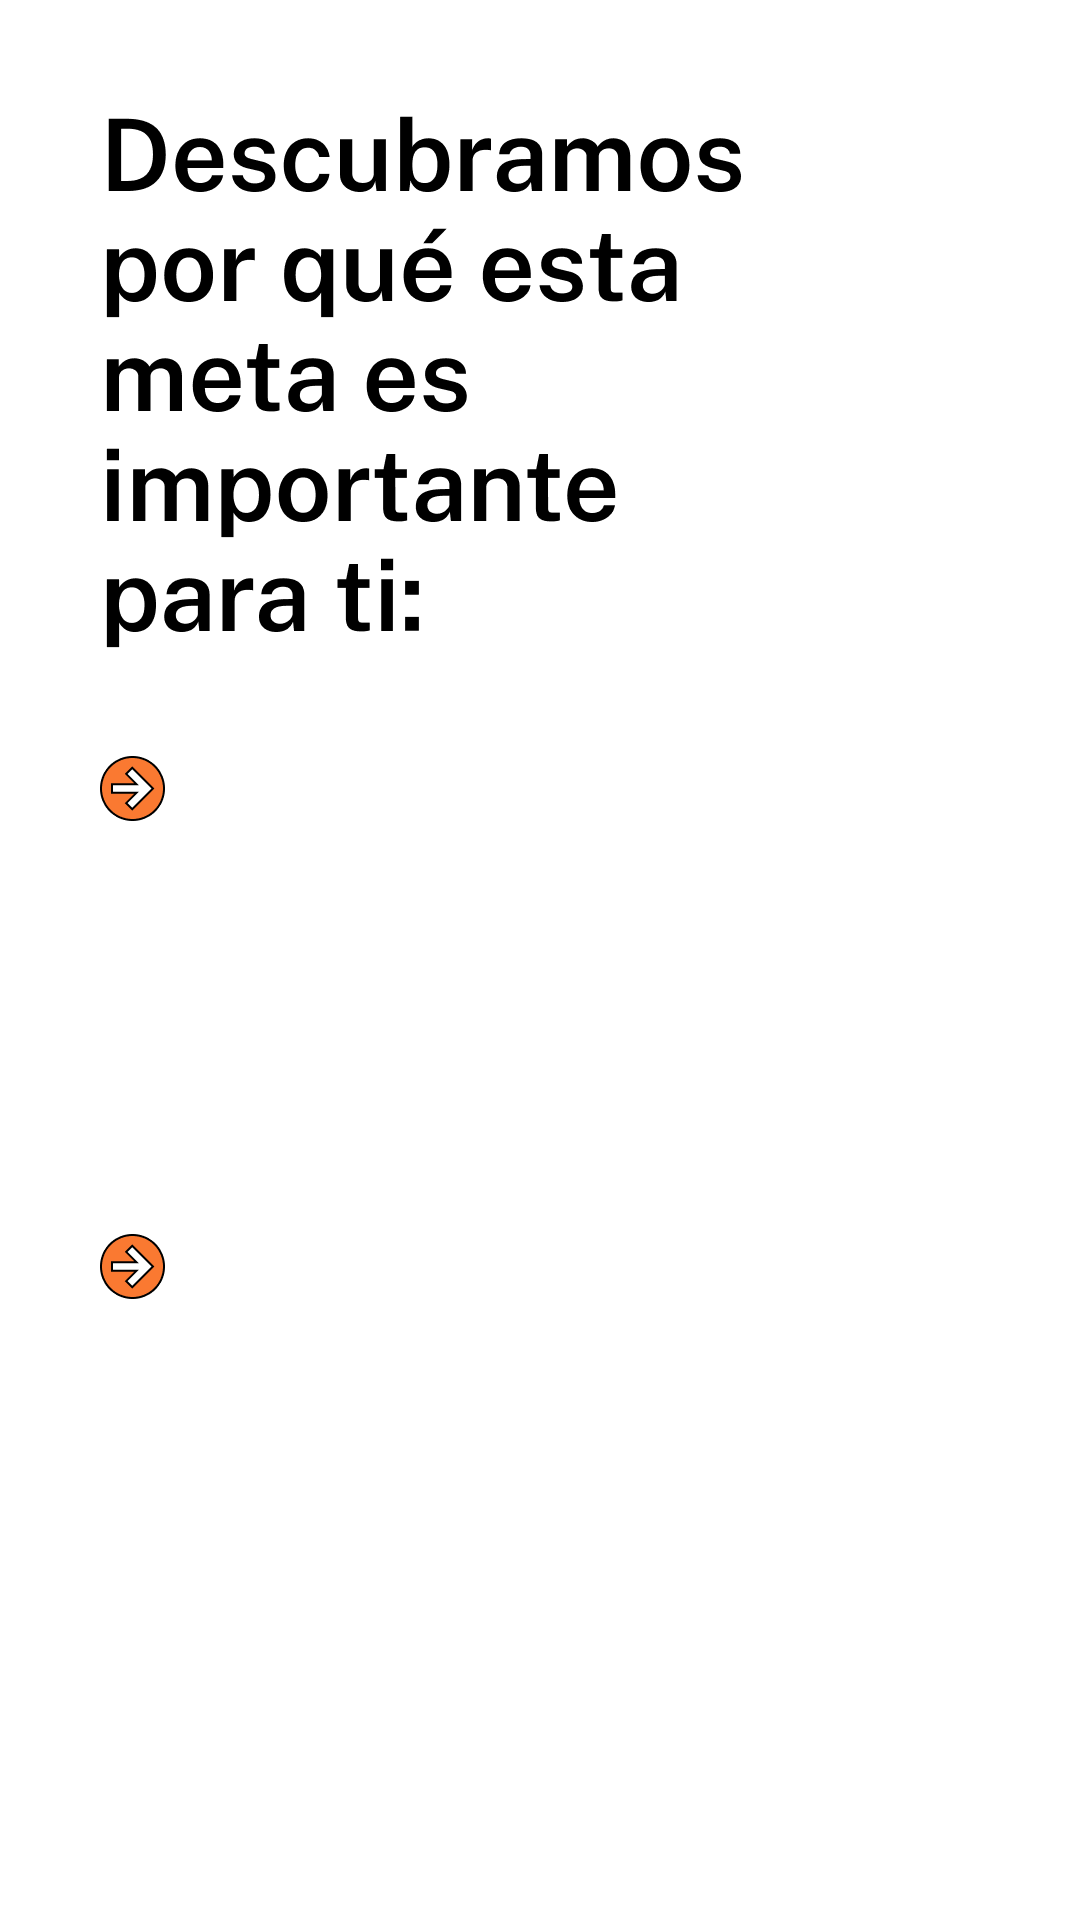 Descubramos
por qué esta
meta es
importante
para ti: